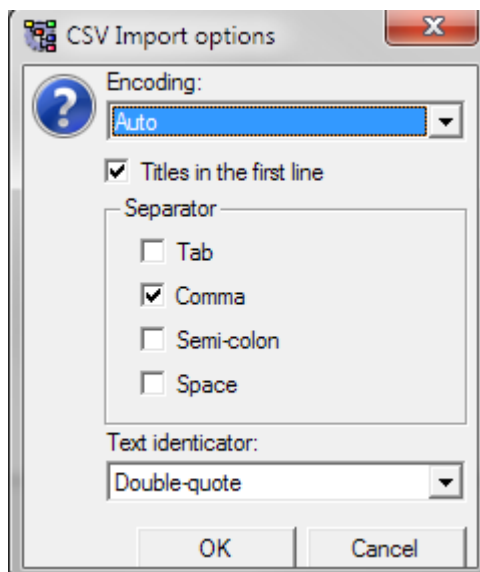 CSV Import options
Encoding:
Auto
Titles in the first line
Separator
Tab
Comma
Semi-colon
Space
Text identicator:
Double-quote
OK Cancel